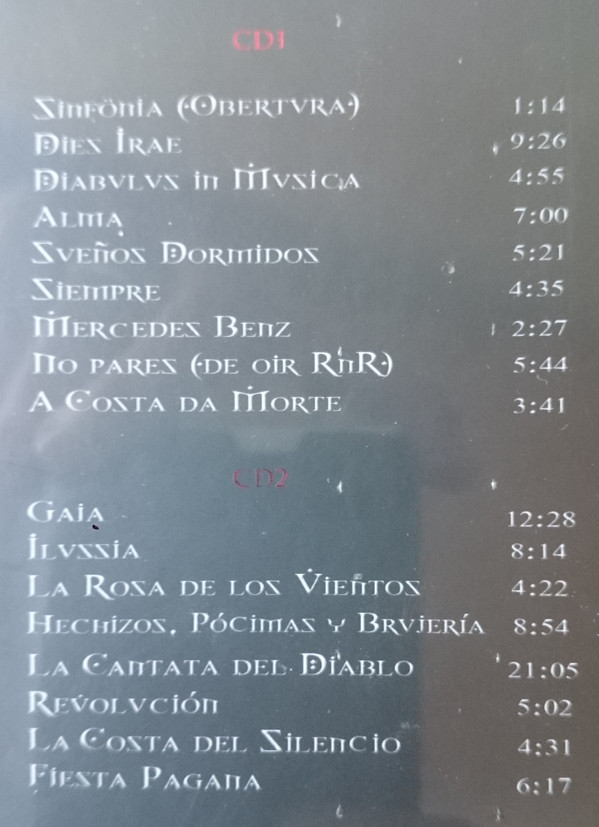 CD1
Sinfönia (Obertvra) 1:14
Dies Irae 9:26
Diabvlvs in Mvsica 4:55
Alma 7:00
Sveños Dormidos 5:21
Siempre 4:35
Mercedes Benz 2:27
No pares (de oir RnR) 5:44
A Costa da Morte 3:41
CD2
Gaia 12:28
Ilvssia 8:14
La Rosa de los Vientos 4:22
Hechizos, Pócimas y Brvjería 8:54
La Cantata del Diablo 21:05
Revolvción 5:02
La Costa del Silencio 4:31
Fiesta Pagana 6:17